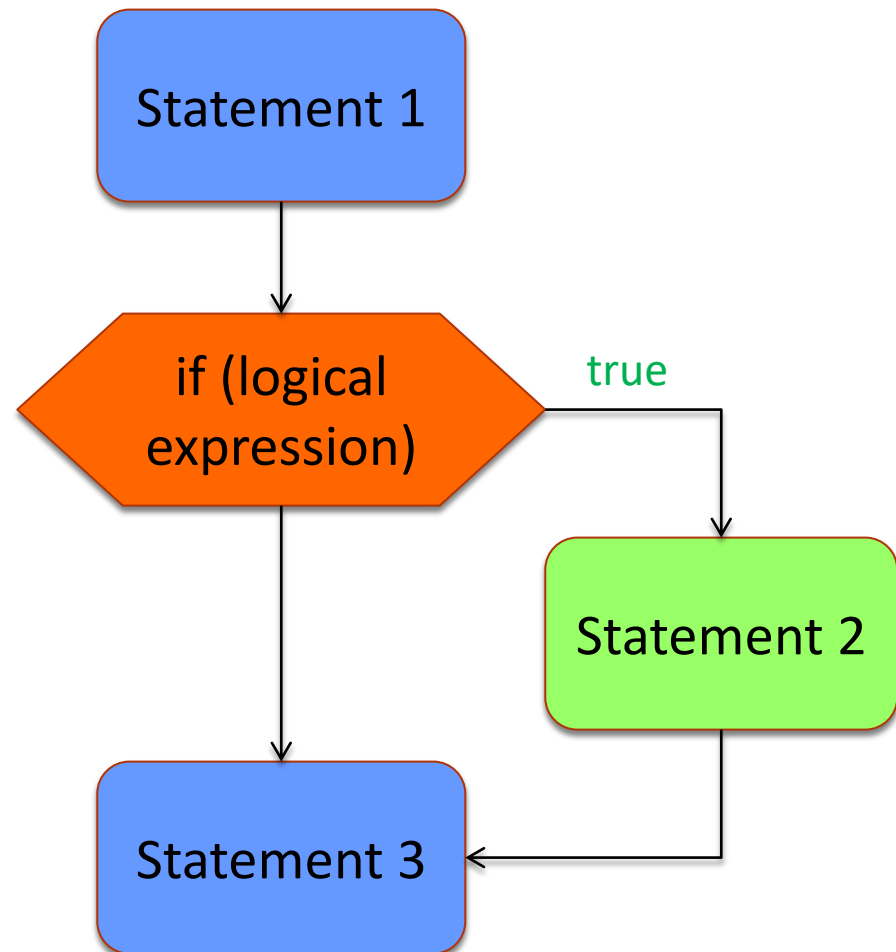 Statement 1
if (logical
expression)
true
Statement 2
Statement 3